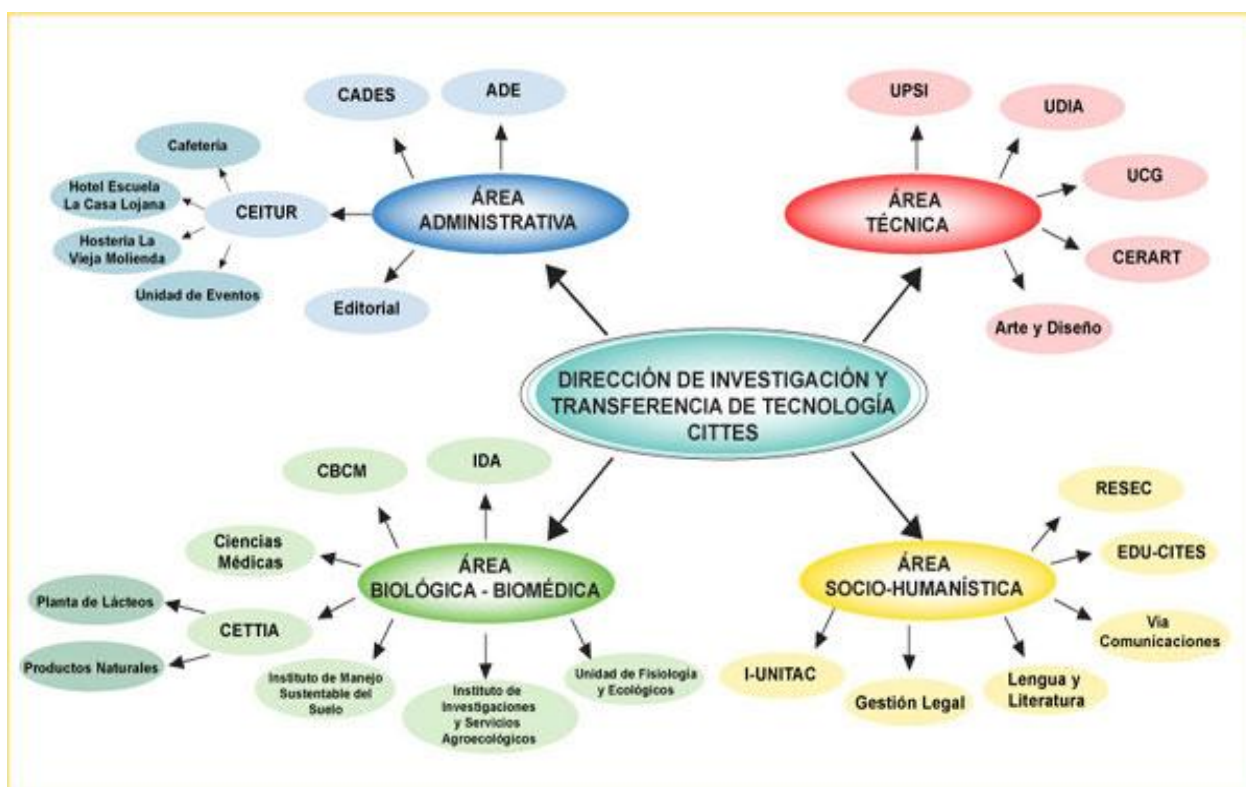 CADES
ADE
Cafetería
Hotel Escuela
La Casa Lojana
CEITUR
Hosteria La
Vieja Molienda
Unidad de Eventos
ÁREA
ADMINISTRATIVA
Editorial
UPSI
UDIA
UCG
ÁREA
TÉCNICA
CERART
Arte y Diseño
DIRECCIÓN DE INVESTIGACIÓN Y
TRANSFERENCIA DE TECNOLOGÍA
CITTES
CBCM
IDA
Ciencias
Médicas
ÁREA
BIOLÓGICA - BIOMÉDICA
Planta de Lácteos
CETTIA
Productos Naturales
Instituto de Manejo
Sustentable del
Suelo
Instituto de
Investigaciones
y Servicios
Agroecológicos
Unidad de Fisiología
y Ecológicos
RESEC
ÁREA
SOCIO-HUMANÍSTICA
EDU-CITES
Via
Comunicaciones
I-UNITAC
Gestión Legal
Lengua y
Literatura